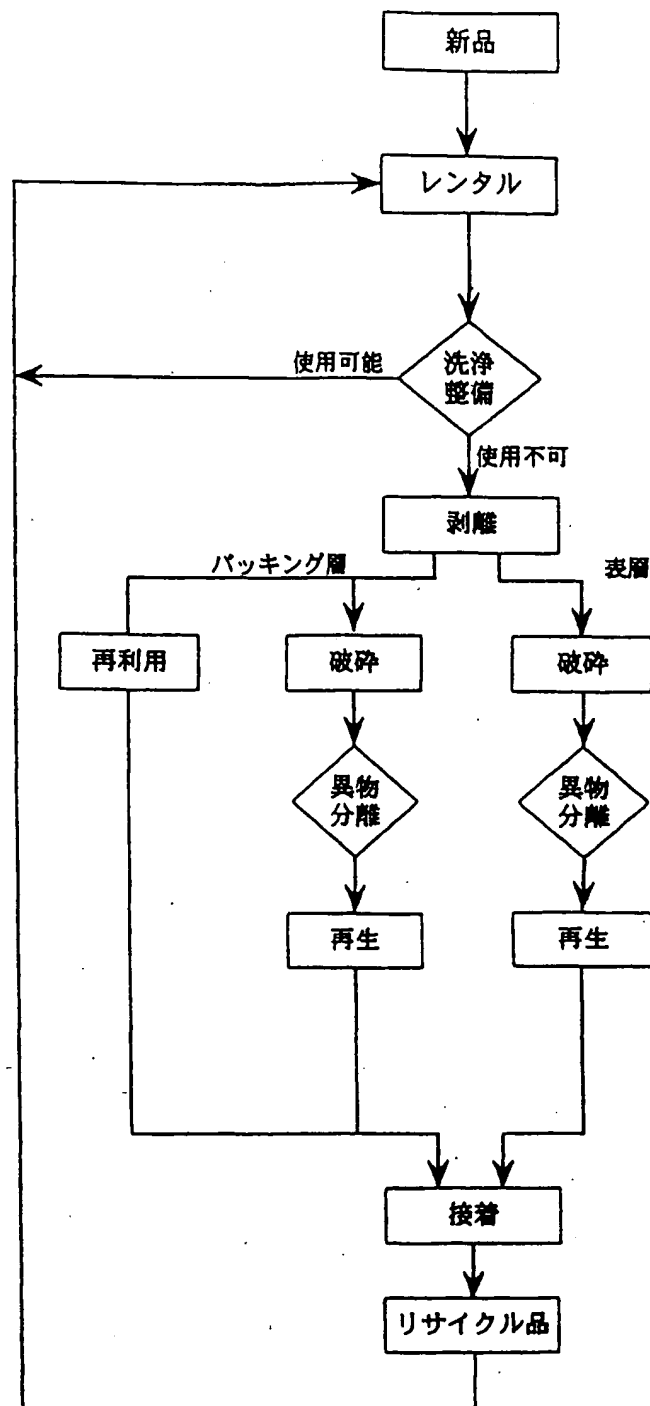 新品
レンタル
使用可能
洗浄
整備
使用不可
剥離
バッキング層
表層
再利用
破砕
破砕
異物
分離
異物
分離
再生
再生
接着
リサイクル品